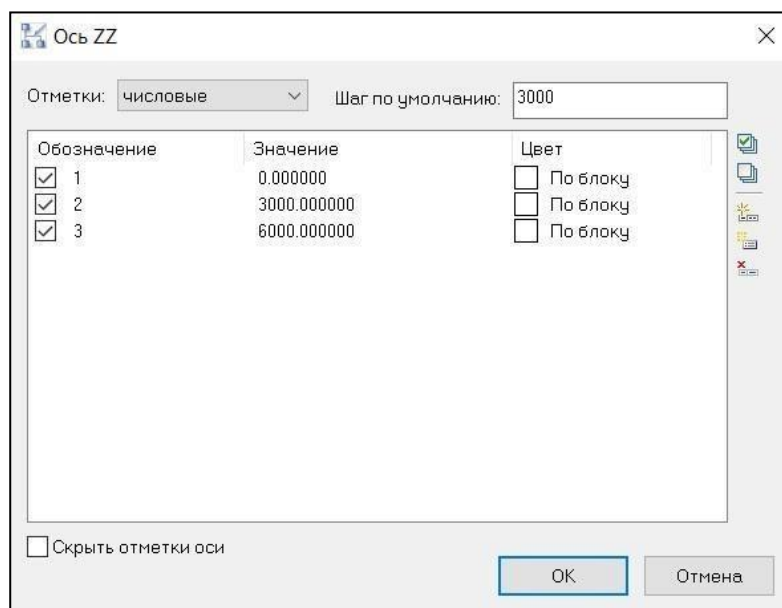 Ось ZZ
Отметки: числовые Шаг по умолчанию: 3000
Обозначение Значение Цвет
1 0.000000 По блоку
2 3000.000000 По блоку
3 6000.000000 По блоку
Скрыть отметки оси
OK Отмена